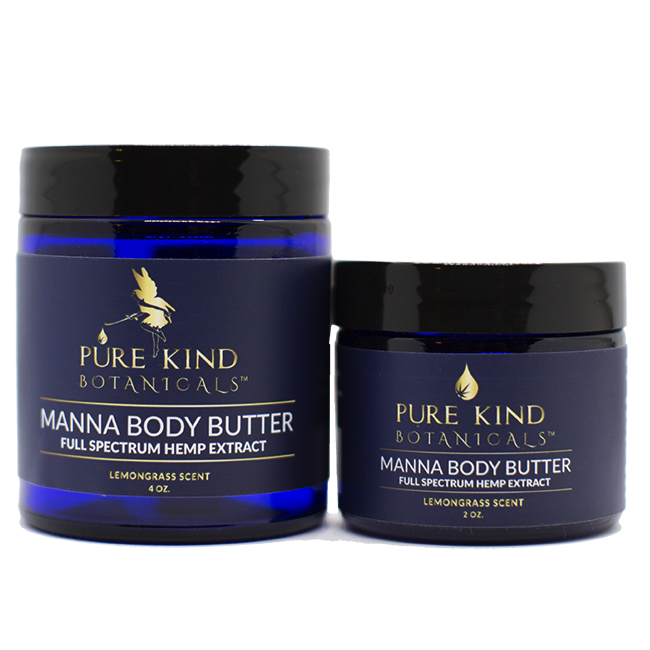 PURE KIND
BOTANICALS™
MANNA BODY BUTTER
FULL SPECTRUM HEMP EXTRACT
LEMONGRASS SCENT
4 OZ.
PURE KIND
BOTANICALS™
MANNA BODY BUTTER
FULL SPECTRUM HEMP EXTRACT
LEMONGRASS SCENT
2 OZ.